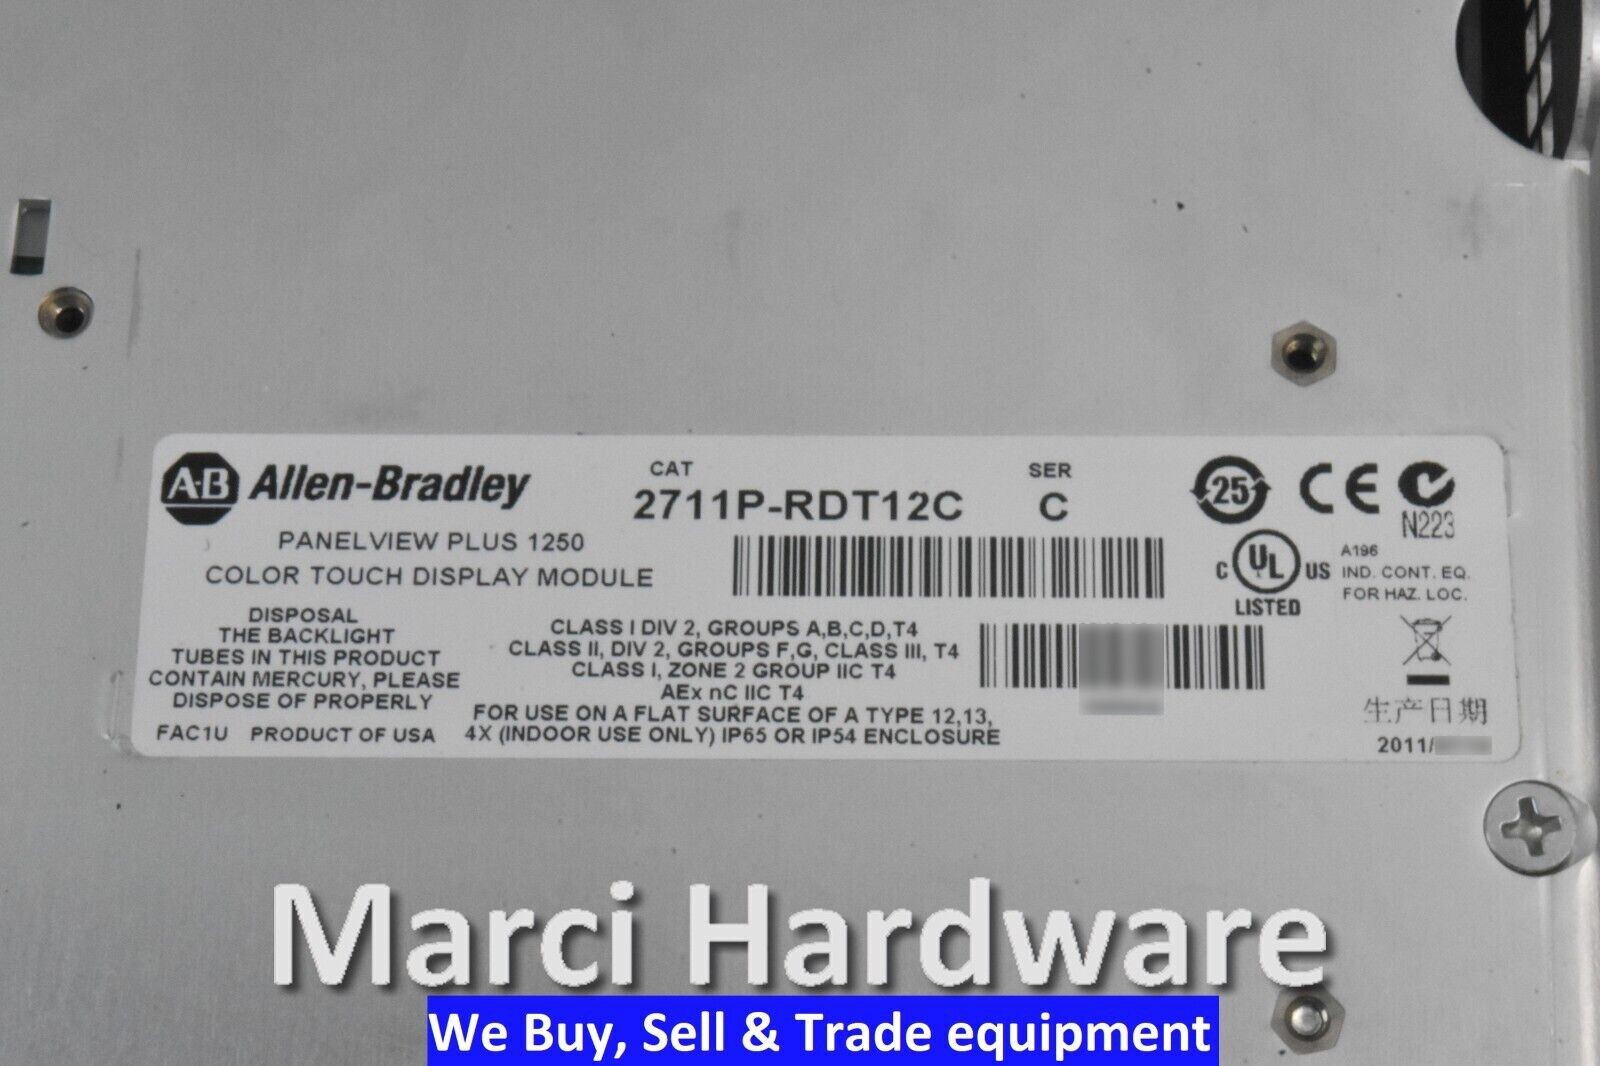 A-B Allen-Bradley
CAT
SER
2711P-RDT12C
C
PANELVIEW PLUS 1250
COLOR TOUCH DISPLAY MODULE
DISPOSAL
THE BACKLIGHT
TUBES IN THIS PRODUCT
CONTAIN MERCURY, PLEASE
DISPOSE OF PROPERLY
FAC1U PRODUCT OF USA
CLASS I DIV 2, GROUPS A,B,C,D,T4
CLASS II, DIV 2, GROUPS F,G, CLASS III, T4
CLASS I, ZONE 2 GROUP IIC T4
AEx nC IIC T4
FOR USE ON A FLAT SURFACE OF A TYPE 12,13,
4X (INDOOR USE ONLY) IP65 OR IP54 ENCLOSURE
25
CE
N223
C UL US
LISTED
A196
IND. CONT. EQ.
FOR HAZ. LOC.
生产日期
2011/
Marci Hardware
We Buy, Sell & Trade equipment